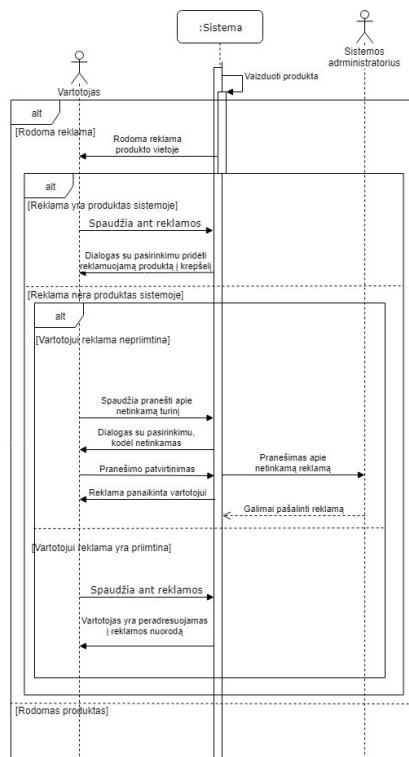 :Sistema
Vartotojas
Sistemos
adrministratorius
Vaizduoti produkta
alt
[Rodoma reklama]
Rodoma reklama
produkto vietoje
alt
[Reklama yra produktas sistemoje]
Spaudžia ant reklamos
Dialogas su pasirinkimu pridėti
reklamuojamą produktą į krepšelį
[Reklama nėra produktas sistemoje]
alt
[Vartotojui reklama nepriimtina]
Spaudžia pranešti apie
netinkamą turinį
Dialogas su pasirinkimu,
kodėl netinkamas
Pranešimo patvirtinimas
Pranešimas apie
netinkamą reklamą
Reklama panaikinta vartotojui
Galimai pašalinti reklamą
[Vartotojui reklama yra priimtina]
Spaudžia ant reklamos
Vartotojas yra peradresuojamas
į reklamos nuorodą
[Rodomas produktas]